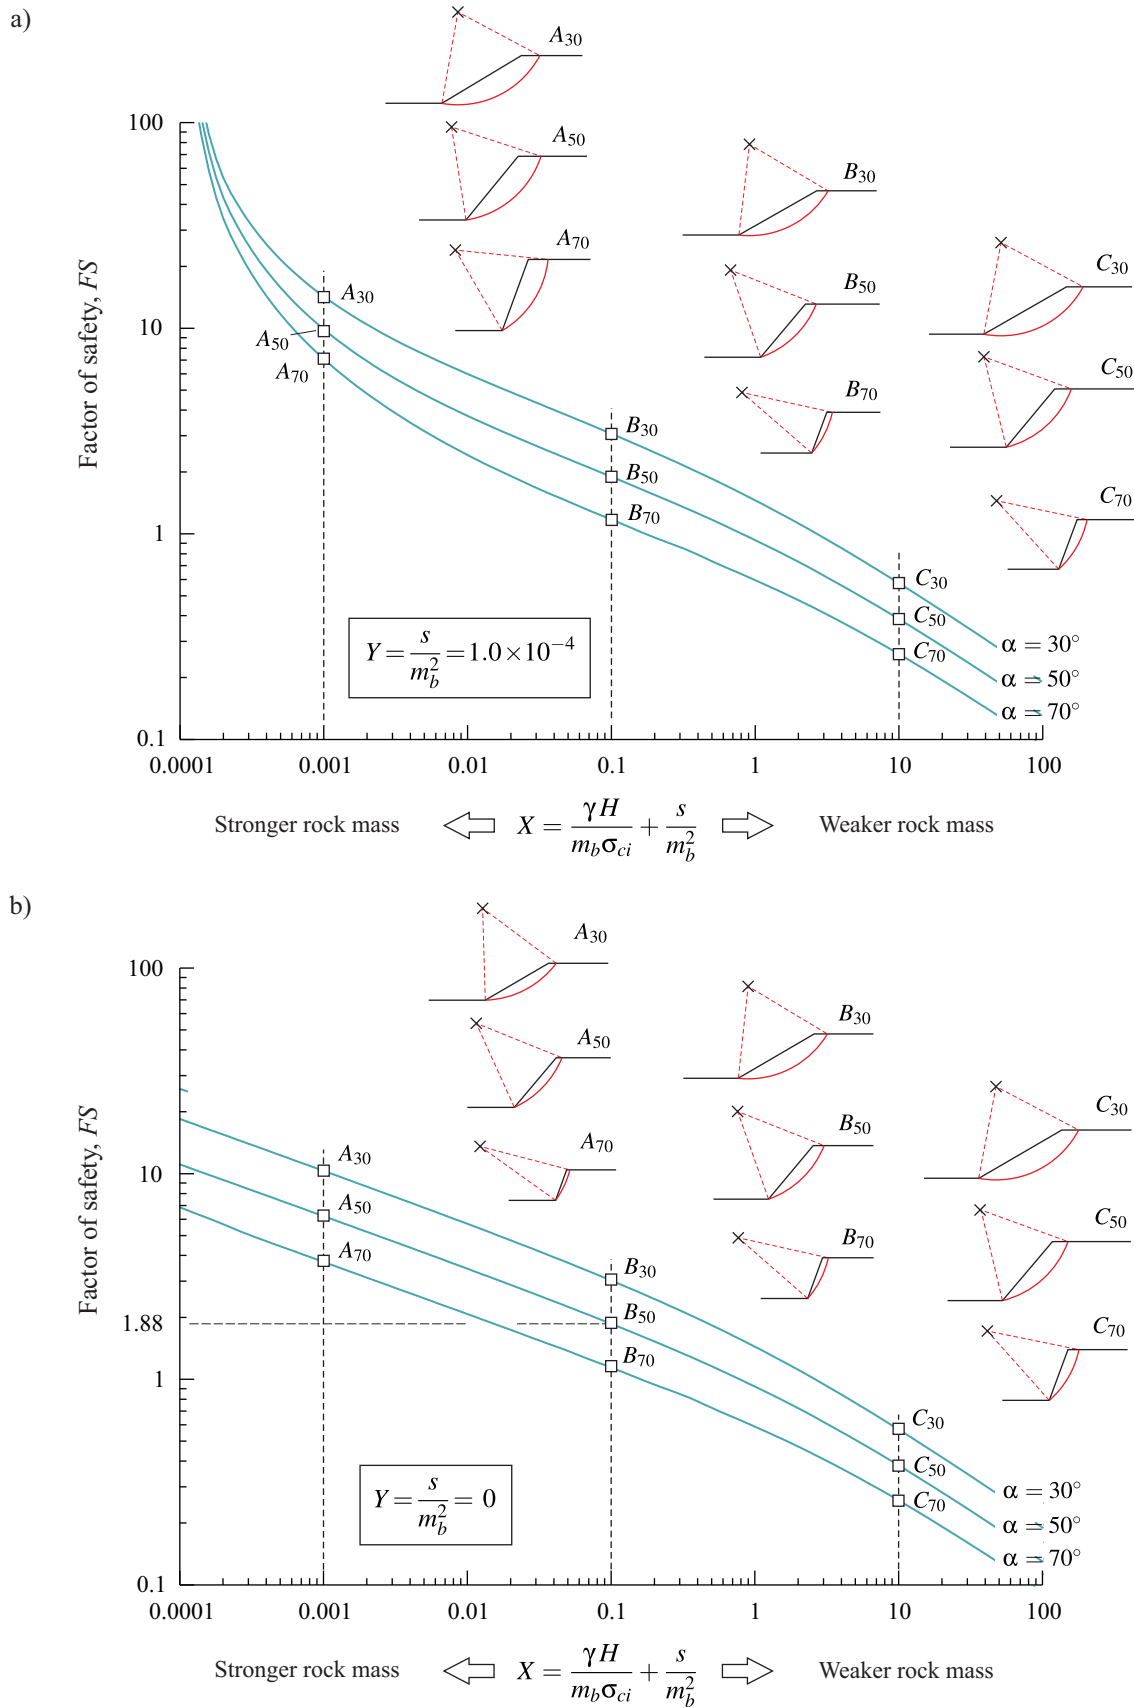 a)
A30
A50
A70
B30
B50
B70
C30
C50
C70
100
10
1
0.1
Factor of safety, FS
A30
A50
A70
B30
B50
B70
C30
C50
C70
α = 30°
α = 50°
α = 70°
Y = s/m_b^2 = 1.0×10^−4
0.0001 0.001 0.01 0.1 1 10 100
Stronger rock mass X = γH/(m_b σ_ci) + s/m_b^2 Weaker rock mass
b)
A30
A50
A70
B30
B50
B70
C30
C50
C70
100
10
1.88
1
0.1
Factor of safety, FS
A30
A50
A70
B30
B50
B70
C30
C50
C70
α = 30°
α = 50°
α = 70°
Y = s/m_b^2 = 0
0.0001 0.001 0.01 0.1 1 10 100
Stronger rock mass X = γH/(m_b σ_ci) + s/m_b^2 Weaker rock mass